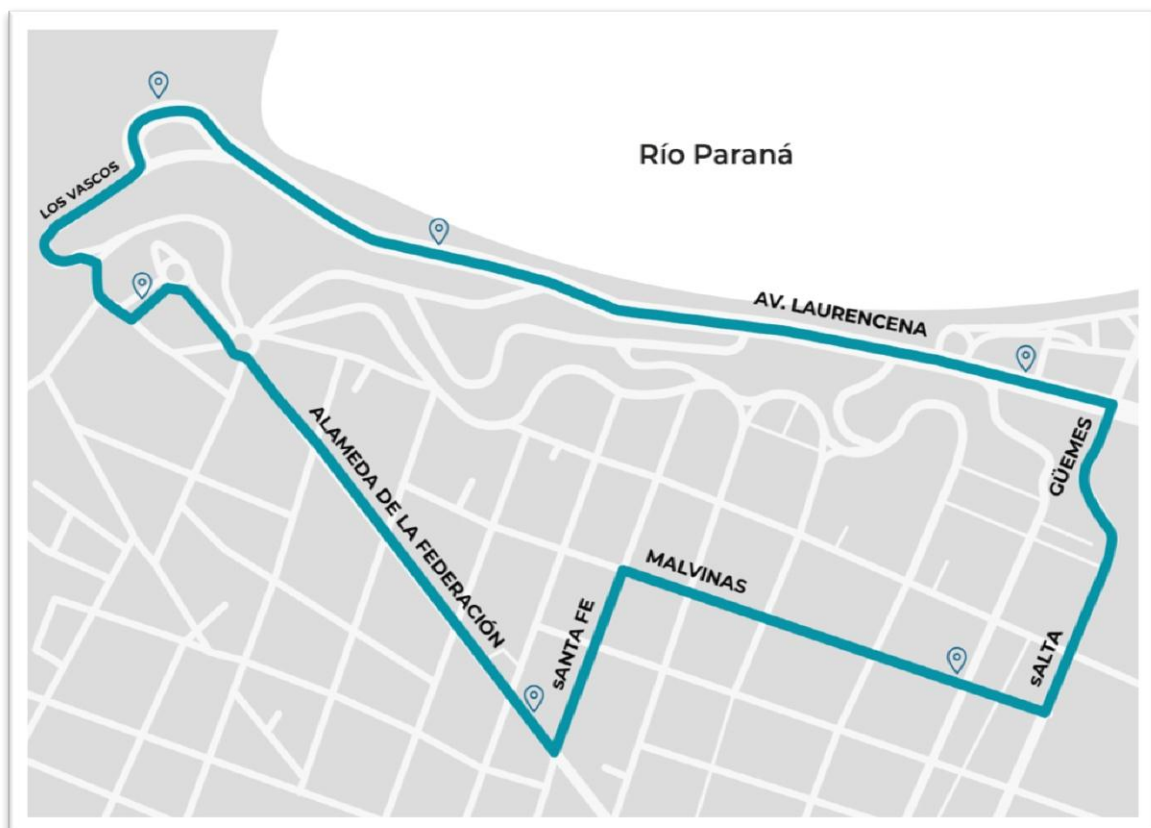 Río Paraná
LOS VASCOS
AV. LAURENCENA
ALAMEDA DE LA FEDERACIÓN
GÜEMES
MALVINAS
sANTA FE
sALTA